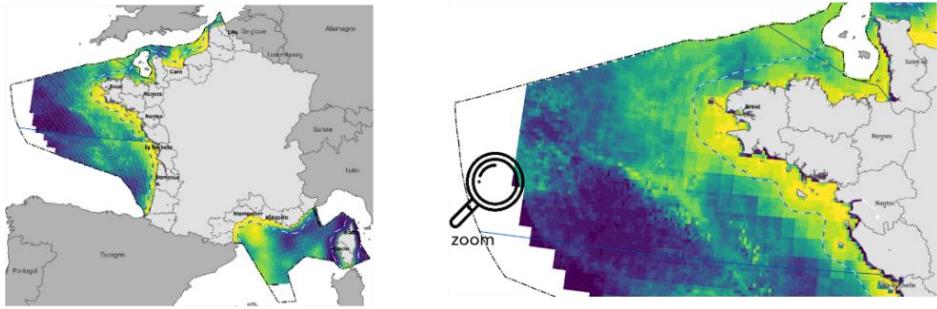 Allemagne
Lille
Belgique
Luxembourg
Caen
Brest
Rennes
Nantes
Suisse
La Rochelle
Italie
Bordeaux
Montpellier
Marseille
Espagne
Portugal
Brest
Rennes
Nantes
zoom